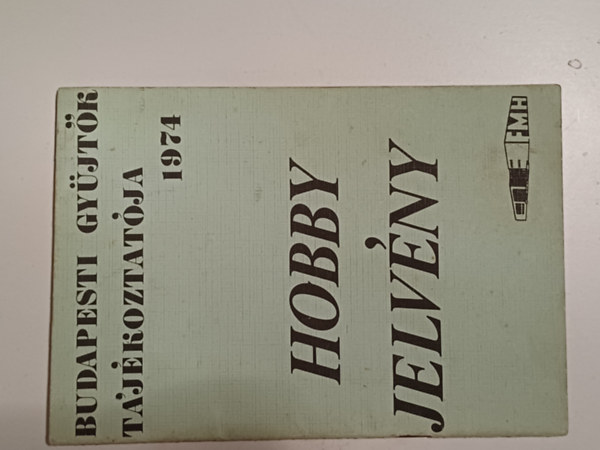 BUDAPESTI GYŰJTŐK
TÁJÉKOZTATÓJA
1974
HOBBY
JELVÉNY
FMH